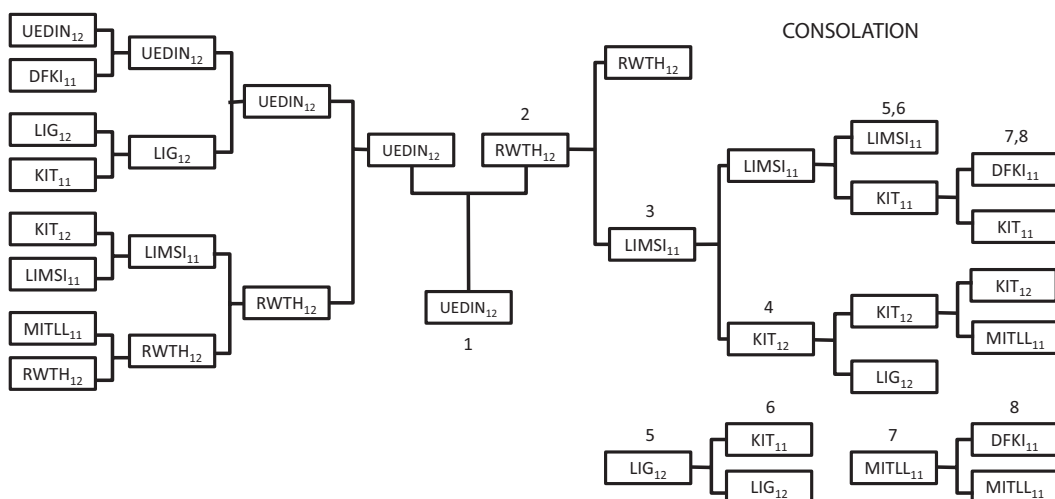 CONSOLATION
UEDIN12
DFKI11
LIG12
KIT11
KIT12
LIMSI11
MITLL11
RWTH12
UEDIN12
LIG12
LIMSI11
RWTH12
UEDIN12
RWTH12
UEDIN12
UEDIN12
1
2
RWTH12
RWTH12
3
LIMSI11
LIMSI11
4
KIT12
5,6
LIMSI11
KIT11
7,8
DFKI11
KIT11
KIT12
LIG12
KIT12
MITLL11
5
LIG12
6
KIT11
LIG12
7
MITLL11
8
DFKI11
MITLL11